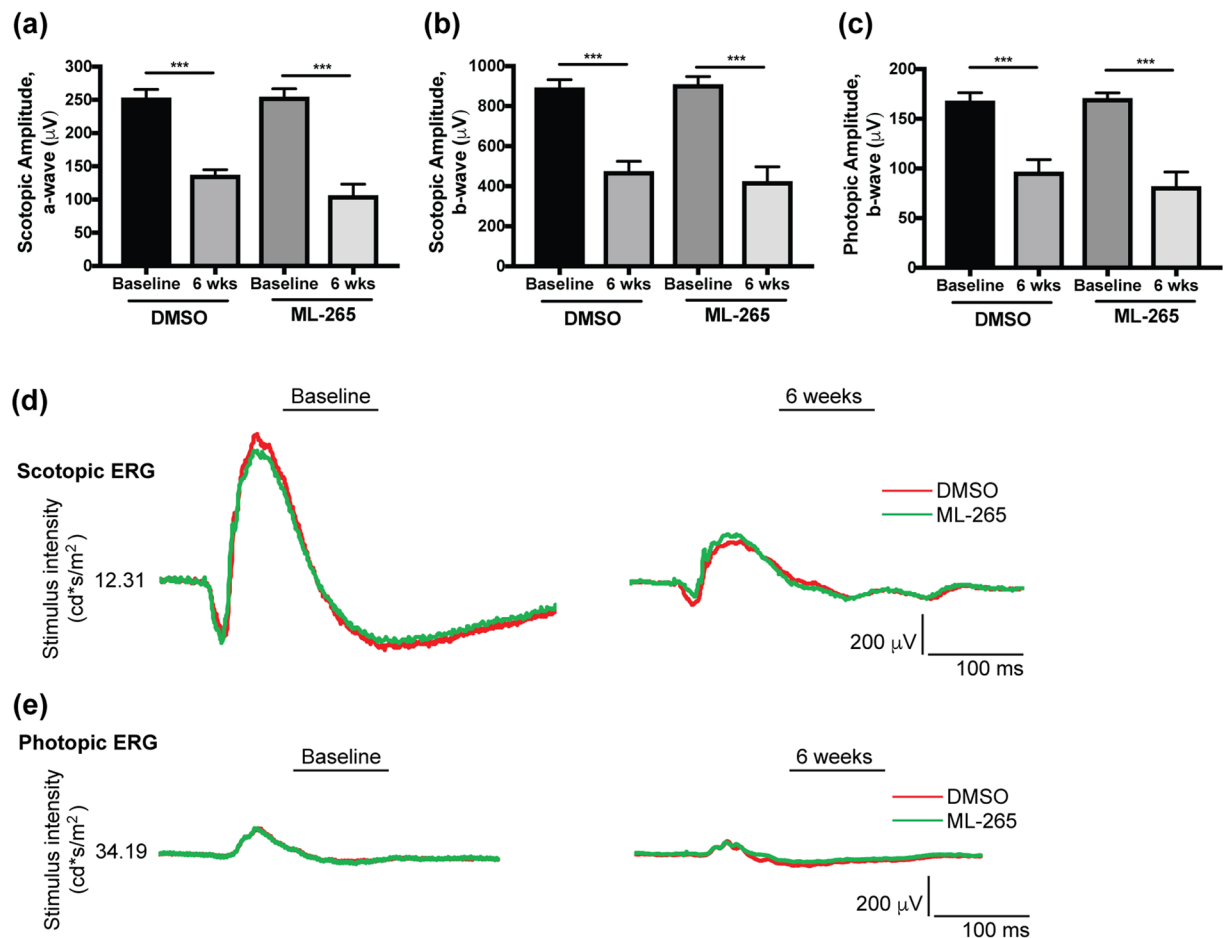 (a)
Scotopic Amplitude,
a-wave (µV)
300
250
200
150
100
50
0
***
***
Baseline 6 wks Baseline 6 wks
DMSO ML-265
(b)
Scotopic Amplitude,
b-wave (µV)
1000
800
600
400
200
0
***
***
Baseline 6 wks Baseline 6 wks
DMSO ML-265
(c)
Photopic Amplitude,
b-wave (µV)
200
150
100
50
0
***
***
Baseline 6 wks Baseline 6 wks
DMSO ML-265
(d)
Baseline 6 weeks
Scotopic ERG
Stimulus intensity
(cd*s/m²)
12.31
DMSO
ML-265
200 µV
100 ms
(e)
Photopic ERG
Baseline 6 weeks
Stimulus intensity
(cd*s/m² )
34.19
DMSO
ML-265
200 µV
100 ms